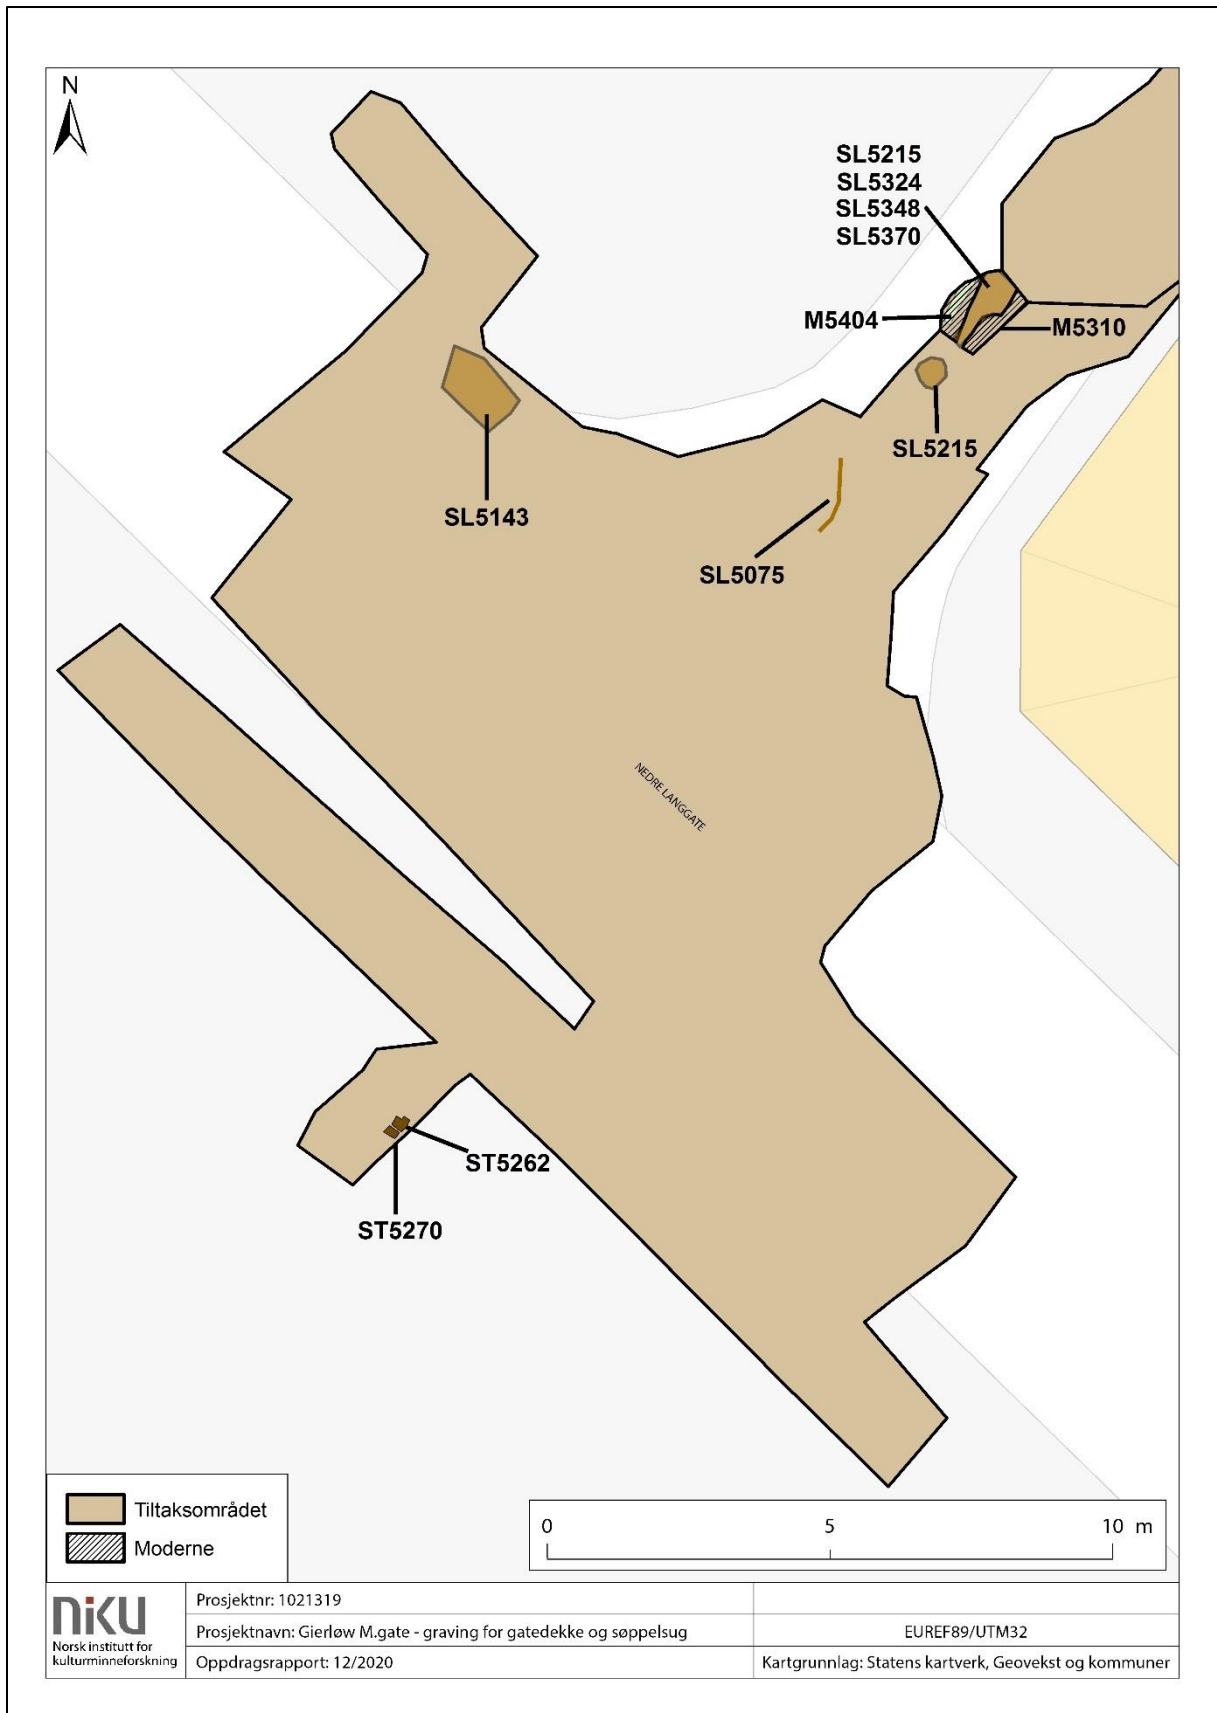 N
SL5215
SL5324
SL5348
SL5370
M5404
M5310
SL5215
SL5143
SL5075
NEDRE LANGGATE
ST5262
ST5270
Tiltaksområdet
Moderne
0 5 10 m
niKU
Norsk institutt for
kulturminneforskning
Prosjektnr: 1021319
Prosjektnavn: Gierløw M.gate - graving for gatedekke og søppelsug
EUREF89/UTM32
Oppdragsrapport: 12/2020
Kartgrunnlag: Statens kartverk, Geovekst og kommuner